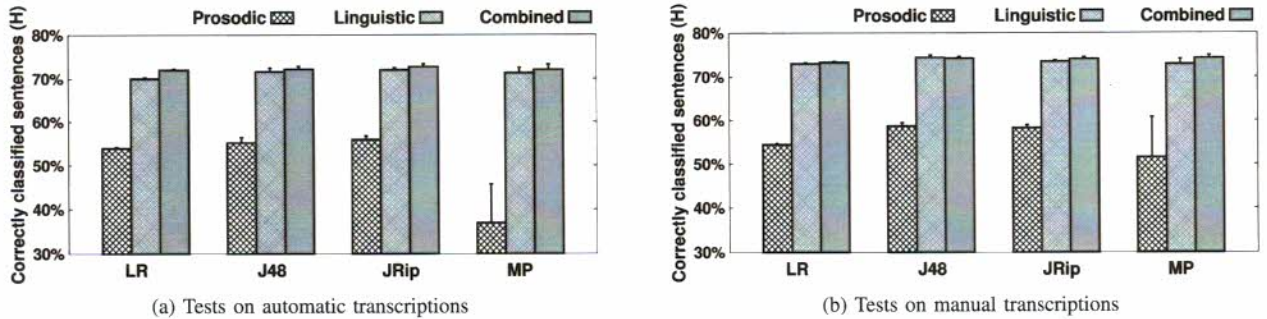 Prosodic Linguistic Combined
Correctly classified sentences (H)
80%
70%
60%
50%
40%
30%
LR J48 JRip MP
(a) Tests on automatic transcriptions
Prosodic Linguistic Combined
Correctly classified sentences (H)
80%
70%
60%
50%
40%
30%
LR J48 JRip MP
(b) Tests on manual transcriptions